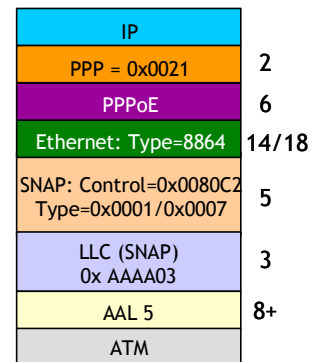 IP
PPP = 0x0021 2
PPPoE 6
Ethernet: Type=8864 14/18
SNAP: Control=0x0080C2
Type=0x0001/0x0007 5
LLC (SNAP)
0x AAAA03 3
AAL 5 8+
ATM